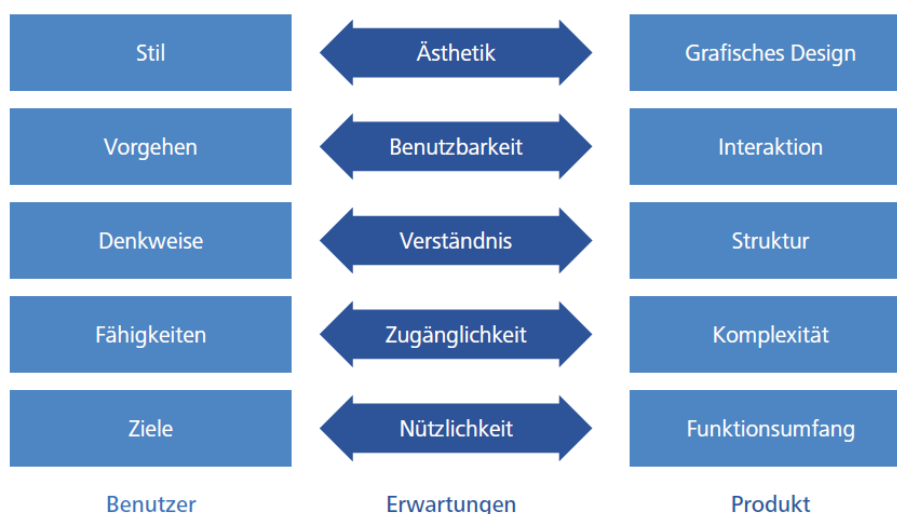 Stil
Ästhetik
Grafisches Design
Vorgehen
Benutzbarkeit
Interaktion
Denkweise
Verständnis
Struktur
Fähigkeiten
Zugänglichkeit
Komplexität
Ziele
Nützlichkeit
Funktionsumfang
Benutzer
Erwartungen
Produkt